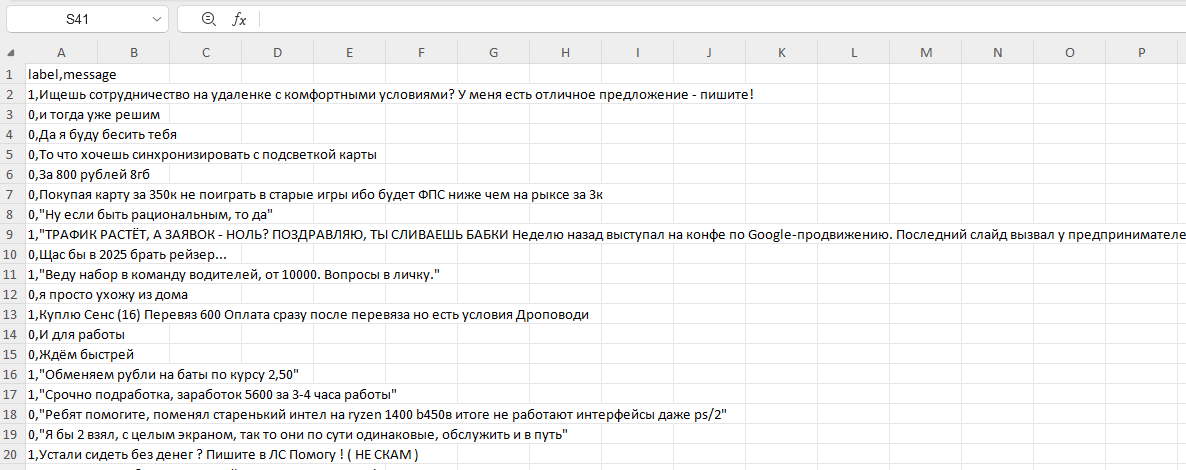 S41
fx
A B C D E F G H I J K L M N O P
1 label,message
2 1,Ищешь сотрудничество на удаленке с комфортными условиями? У меня есть отличное предложение - пишите!
3 0,и тогда уже решим
4 0,Да я буду бесить тебя
5 0,То что хочешь синхронизировать с подсветкой карты
6 0,За 800 рублей 8гб
7 0,Покупая карту за 350к не поиграть в старые игры ибо будет ФПС ниже чем на рыксе за 3к
8 0,"Ну если быть рациональным, то да"
9 1,"ТРАФИК РАСТЁТ, А ЗАЯВОК - НОЛЬ? ПОЗДРАВЛЯЮ, ТЫ СЛИВАЕШЬ БАБКИ Неделю назад выступал на конфе по Google-продвижению. Последний слайд вызвал у предпринимателе
10 0,Щас бы в 2025 брать рейзер...
11 1,"Веду набор в команду водителей, от 10000. Вопросы в личку."
12 0,я просто ухожу из дома
13 1,Куплю Сенс (16) Перевяз 600 Оплата сразу после перевяза но есть условия Дроповоди
14 0,И для работы
15 0,Ждём быстрей
16 1,"Обменяем рубли на баты по курсу 2,50"
17 1,"Срочно подработка, заработок 5600 за 3-4 часа работы"
18 0,"Ребят помогите, поменял старенький интел на ryzen 1400 b450в итоге не работают интерфейсы даже ps/2"
19 0,"Я бы 2 взял, с целым экраном, так то они по сути одинаковые, обслужить и в путь"
20 1,Устали сидеть без денег ? Пишите в ЛС Помогу ! ( НЕ СКАМ )